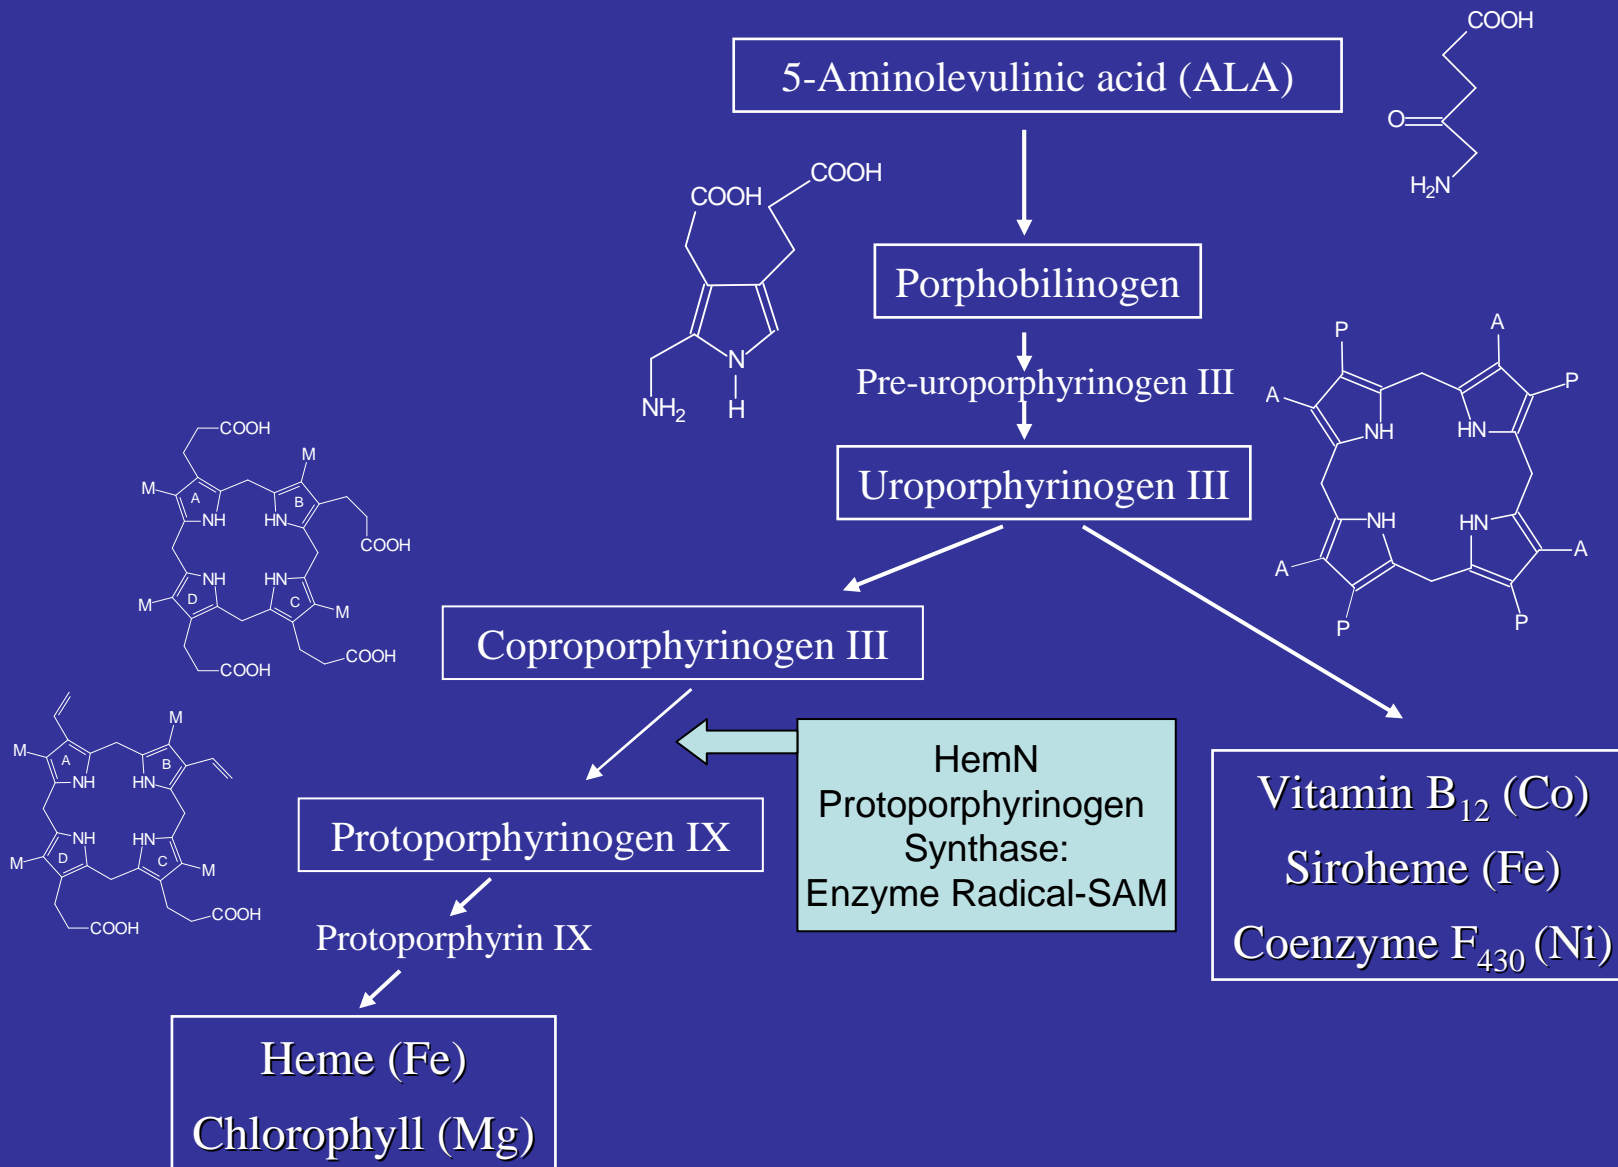 COOH
5-Aminolevulinic acid (ALA)
O
H2N
COOH
COOH
N
H
NH2
Porphobilinogen
Pre-uroporphyrinogen III
Uroporphyrinogen III
P
A
A
P
NH
HN
NH
HN
A
A
P
P
COOH
M
M
A
B
NH
HN
COOH
NH
HN
M
D
C
M
COOH
COOH
Coproporphyrinogen III
M
M
A
B
NH
HN
NH
HN
M
D
C
M
COOH
COOH
HemN
Protoporphyrinogen
Synthase:
Enzyme Radical-SAM
Protoporphyrinogen IX
Protoporphyrin IX
Heme (Fe)
Chlorophyll (Mg)
Vitamin B12 (Co)
Siroheme (Fe)
Coenzyme F430 (Ni)